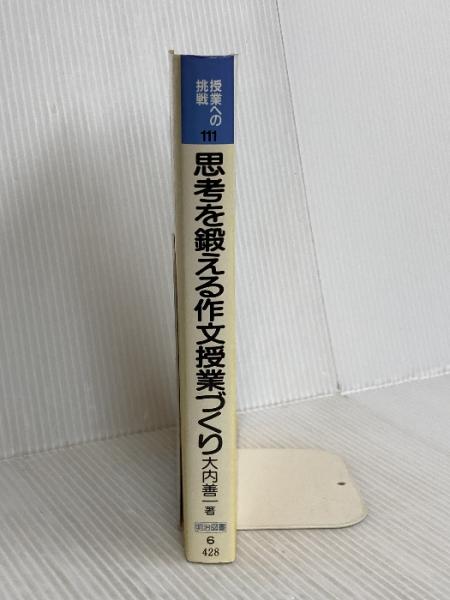 授業への
挑戦
111
思考を鍛える作文授業づくり
大内善一著
明治図書
6
428